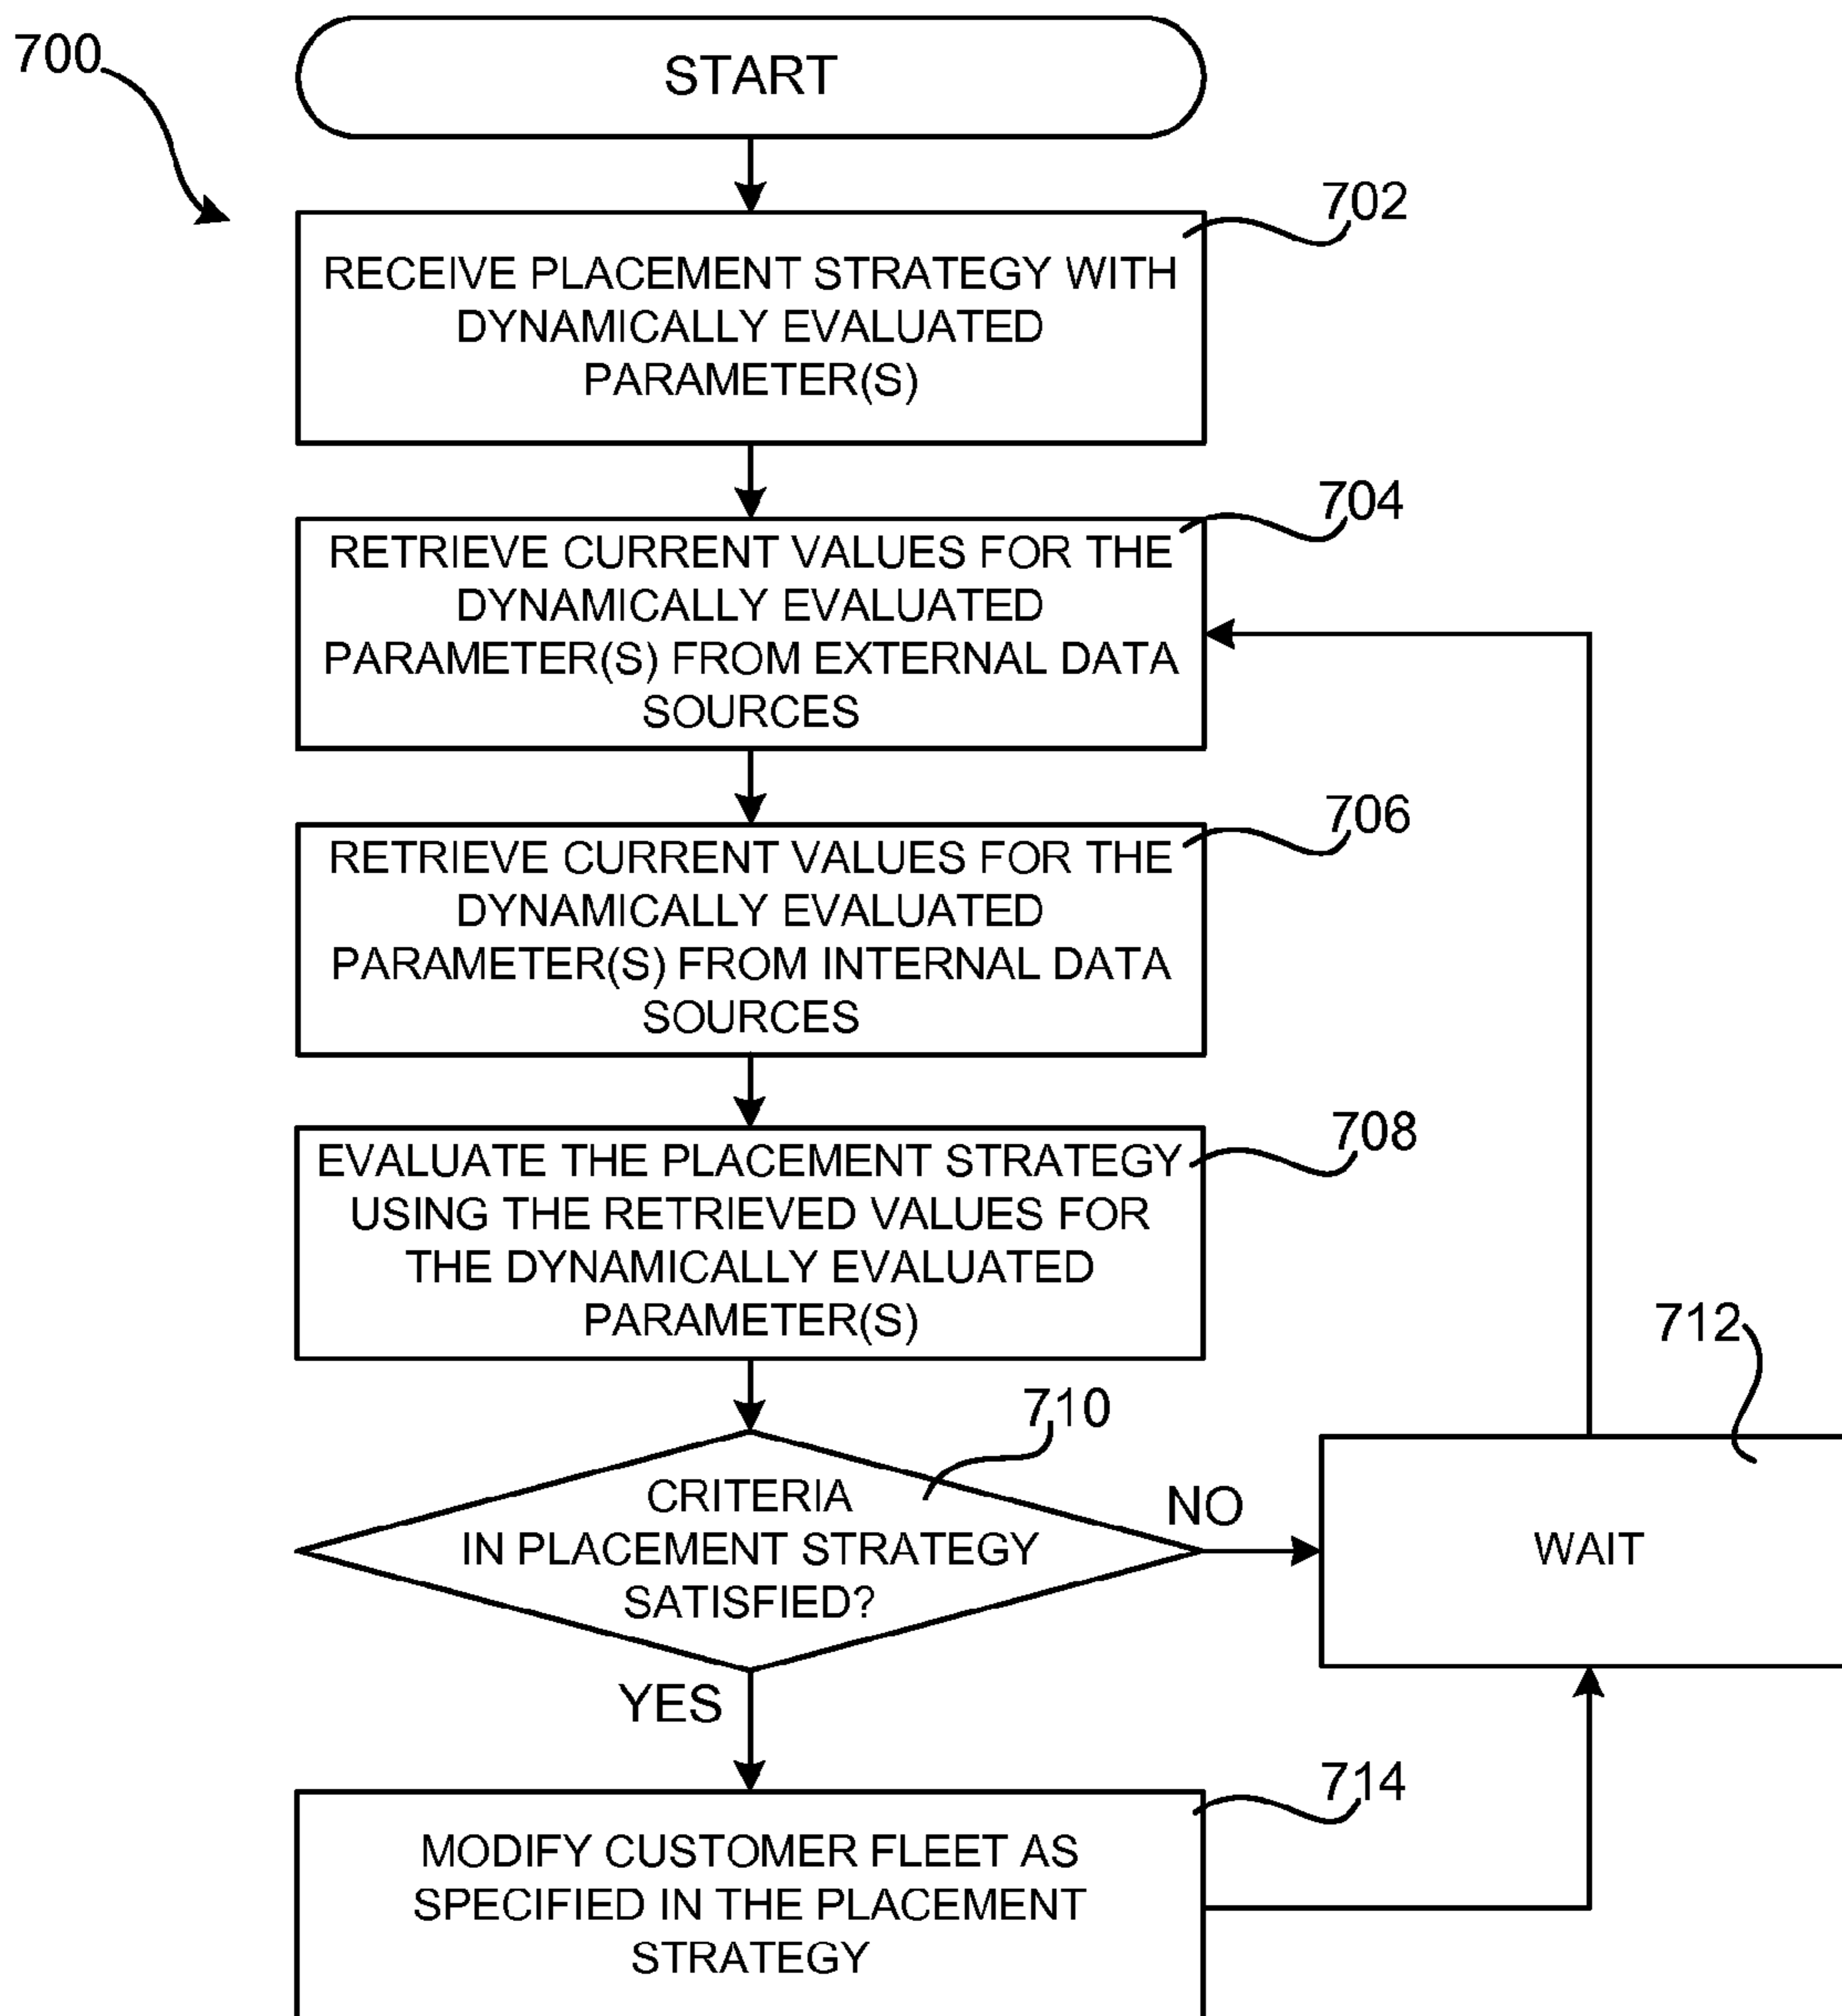 700
START
702
RECEIVE PLACEMENT STRATEGY WITH
DYNAMICALLY EVALUATED
PARAMETER(S)
704
RETRIEVE CURRENT VALUES FOR THE
DYNAMICALLY EVALUATED
PARAMETER(S) FROM EXTERNAL DATA
SOURCES
706
RETRIEVE CURRENT VALUES FOR THE
DYNAMICALLY EVALUATED
PARAMETER(S) FROM INTERNAL DATA
SOURCES
708
EVALUATE THE PLACEMENT STRATEGY
USING THE RETRIEVED VALUES FOR
THE DYNAMICALLY EVALUATED
PARAMETER(S)
710
CRITERIA
IN PLACEMENT STRATEGY
SATISFIED?
NO
712
WAIT
YES
714
MODIFY CUSTOMER FLEET AS
SPECIFIED IN THE PLACEMENT
STRATEGY